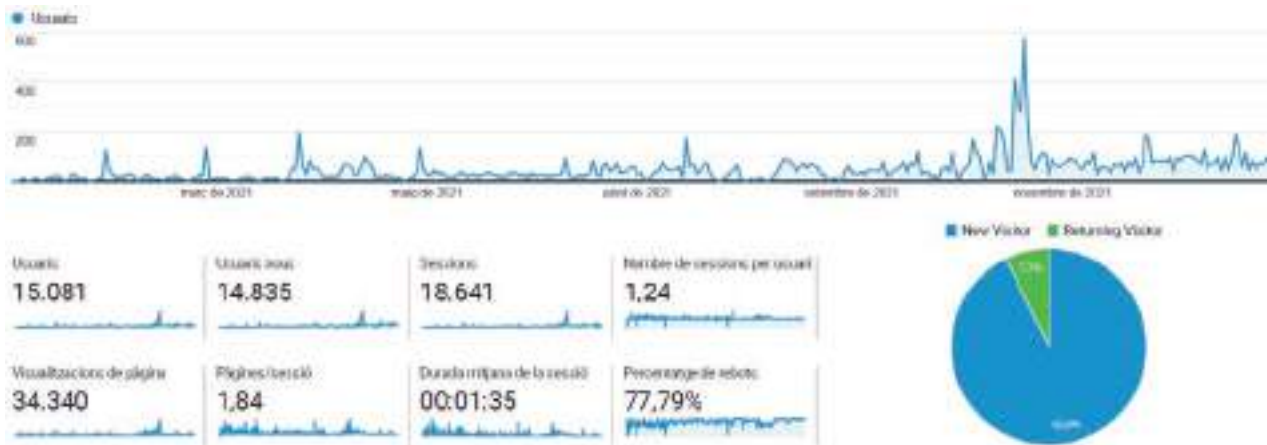 Usuaris
600
400
200
març de 2021
maig de 2021
juliol de 2021
setembre de 2021
novembre de 2021
New Visitor
Returning Visitor
Usuaris
15.081
Usuaris nous
14.835
Sessions
18.641
Nombre de sessions per usuari
1,24
Visualitzacions de pàgina
34.340
Pàgines/sessió
1,84
Durada mitjana de la sessió
00:01:35
Percentatge de rebots
77,79%